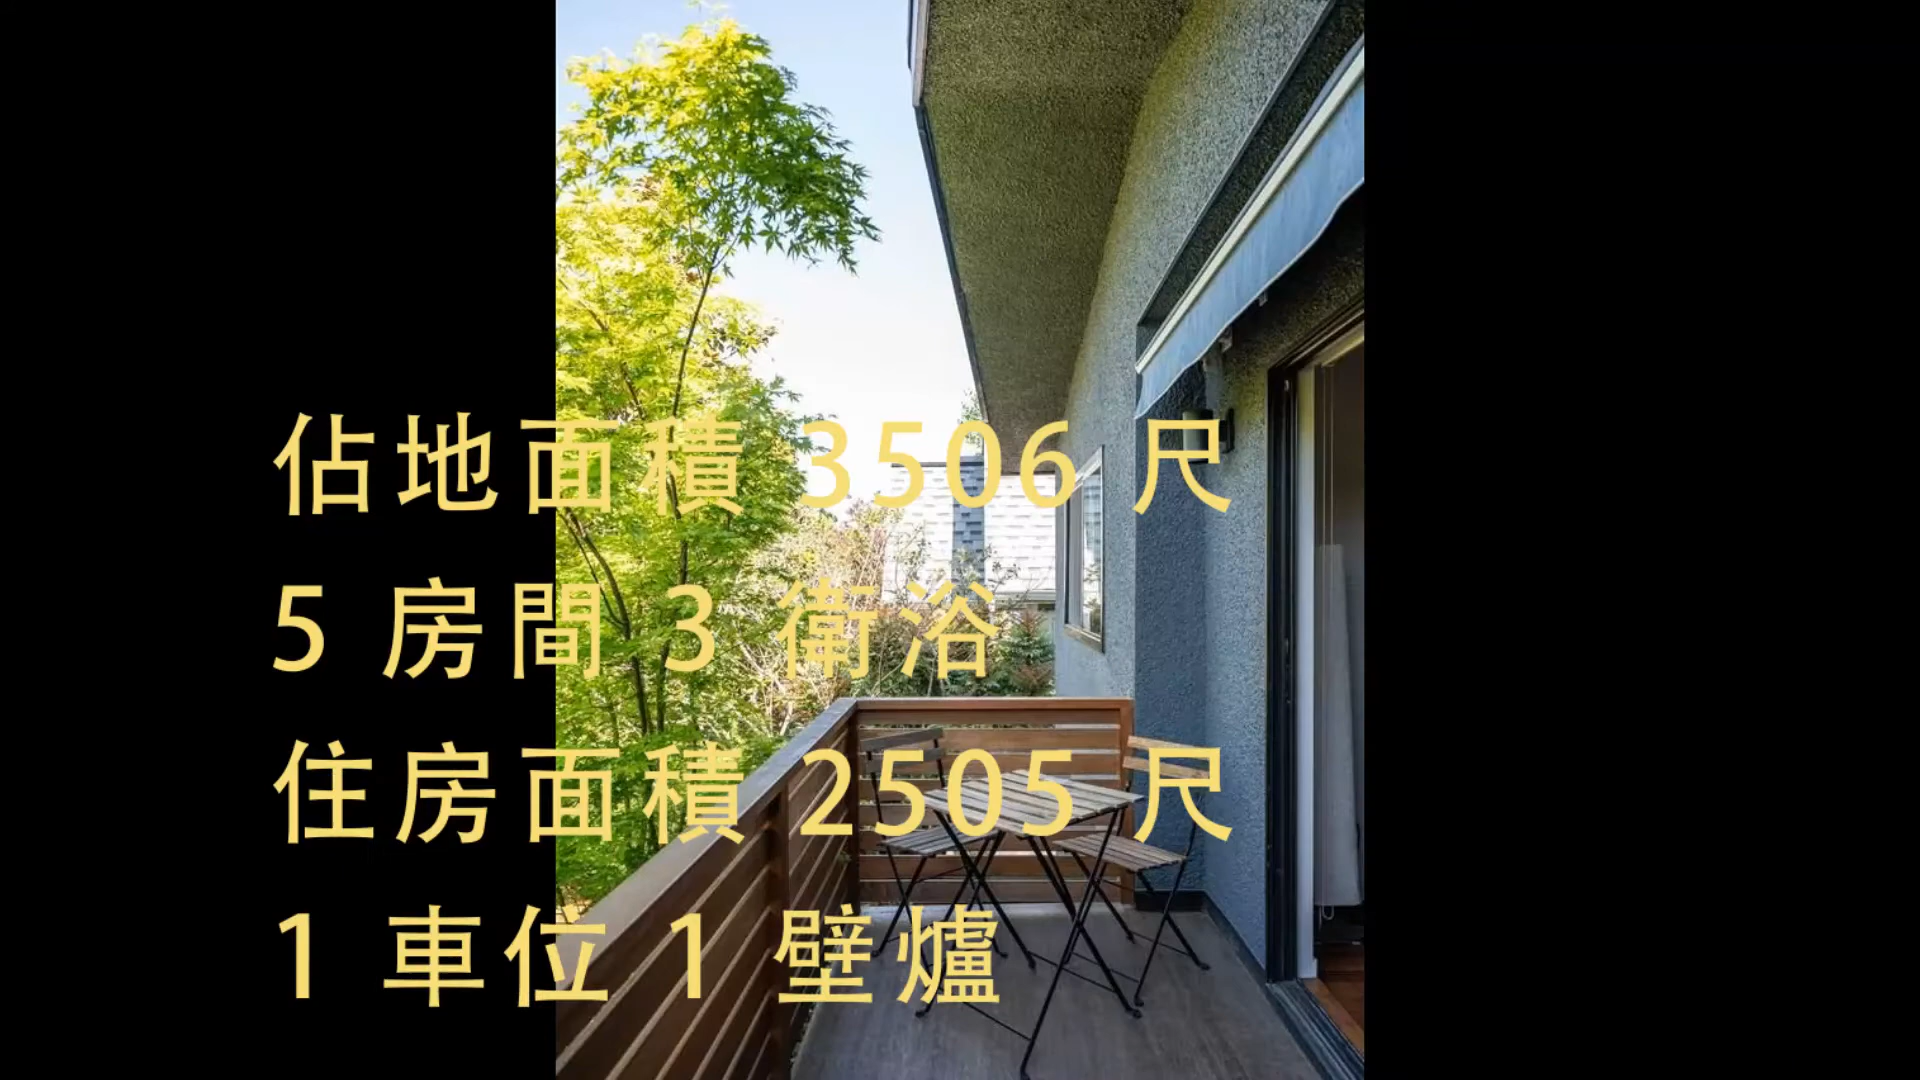 佔地面積 3506 尺
5 房間 3 衛浴
住房面積 2505 尺
1 車位 1 壁爐